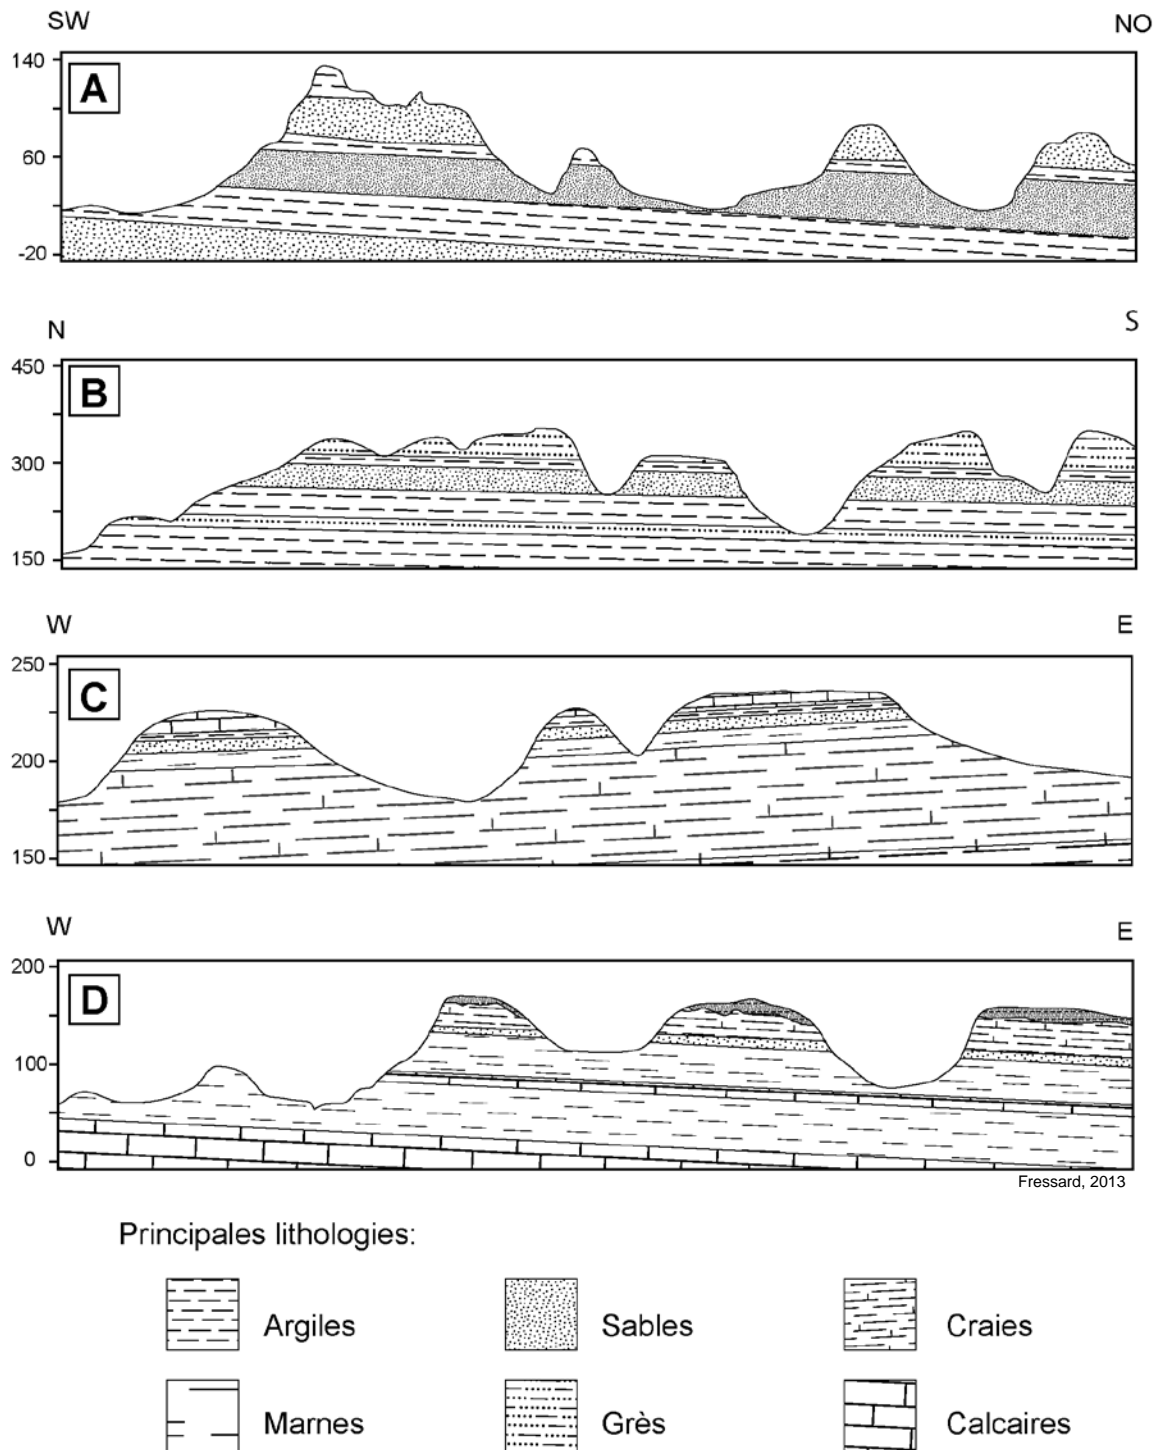 SW NO
140
A
60
-20
N S
450
B
300
150
W E
250
C
200
150
W E
200
D
100
0
Fressard, 2013
Principales lithologies:
Argiles Sables Craies
Marnes Grès Calcaires